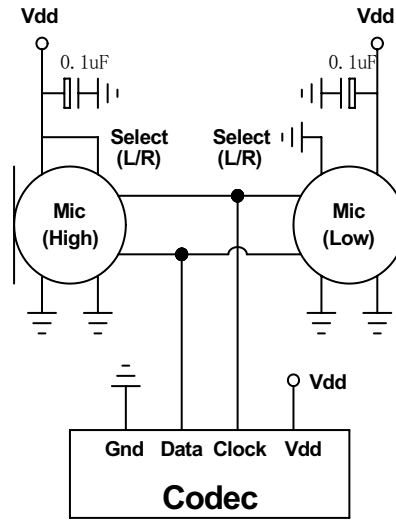 Vdd
Vdd
0.1uF
0.1uF
Select
(L/R)
Select
(L/R)
Mic
(High)
Mic
(Low)
Vdd
Gnd Data Clock Vdd
Codec